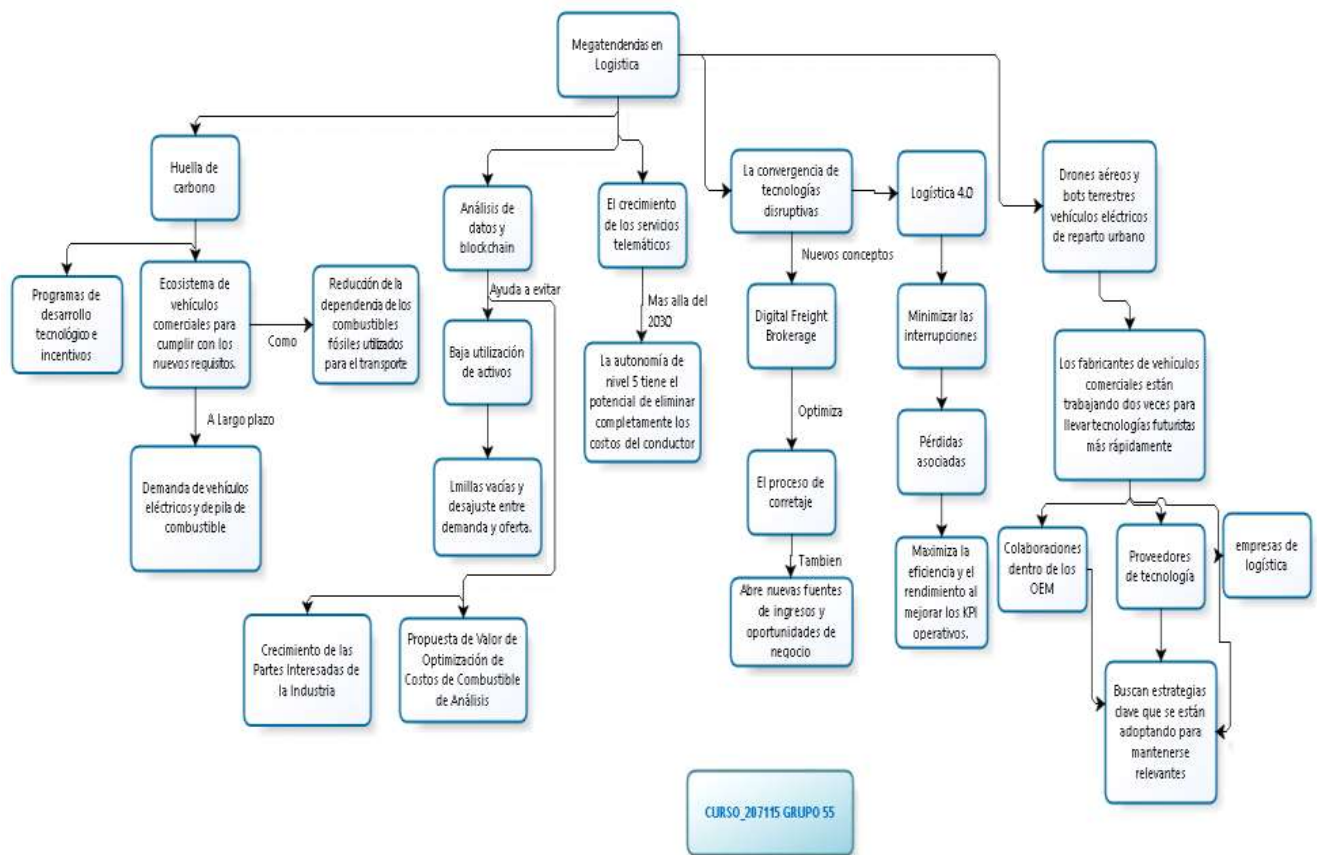 Megatendencias en
Logistica
Huella de
carbono
Programas de
desarrollo
tecnológico e
incentivos
Ecosistema de
vehículos
comerciales para
cumplir con los
nuevos requisitos.
Como
Reducción de la
dependencia de los
combustibles
fósiles utilizados
para el transporte
A Largo plazo
Demanda de vehículos
eléctricos y de pila de
combustible
Análisis de
datos y
blockchain
Ayuda a evitar
Baja utilización
de activos
Lmillas vacías y
desajuste entre
demanda y oferta.
Crecimiento de las
Partes Interesadas de
la Industria
Propuesta de Valor de
Optimización de
Costos de Combustible
de Análisis
El crecimiento
de los servicios
telemáticos
Mas alla del
2030
La autonomía de
nivel 5 tiene el
potencial de eliminar
completamente los
costos del conductor
La convergencia de
tecnologías
disruptivas
Nuevos conceptos
Digital Freight
Brokerage
Optimiza
El proceso de
corretaje
Tambien
Abre nuevas fuentes
de ingresos y
oportunidades de
negocio
Logística 4.0
Minimizar las
interrupciones
Pérdidas
asociadas
Maximiza la
eficiencia y el
rendimiento al
mejorar los KPI
operativos.
Drones aéreos y
bots terrestres
vehículos eléctricos
de reparto urbano
Los fabricantes de vehículos
comerciales están
trabajando dos veces para
llevar tecnologías futuristas
más rápidamente
Colaboraciones
dentro de los
OEM
Proveedores
de tecnología
empresas de
logística
Buscan estrategias
clave que se están
adoptando para
mantenerse
relevantes
CURSO_207115 GRUPO 55